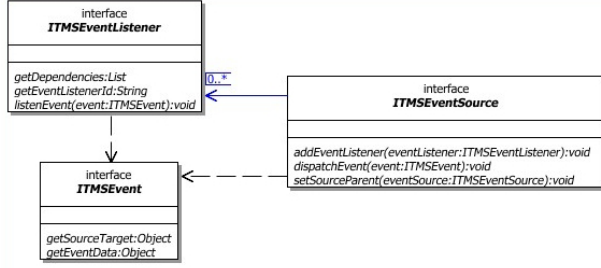 interface
ITMSEventListener
getDependencies:List
getEventListenerId:String
listenEvent(event:ITMSEvent):void
0..*
interface
ITMSEventSource
addEventListener(eventListener:ITMSEventListener):void
dispatchEvent(event:ITMSEvent):void
setSourceParent(eventSource:ITMSEventSource):void
interface
ITMSEvent
getSourceTarget:Object
getEventData:Object